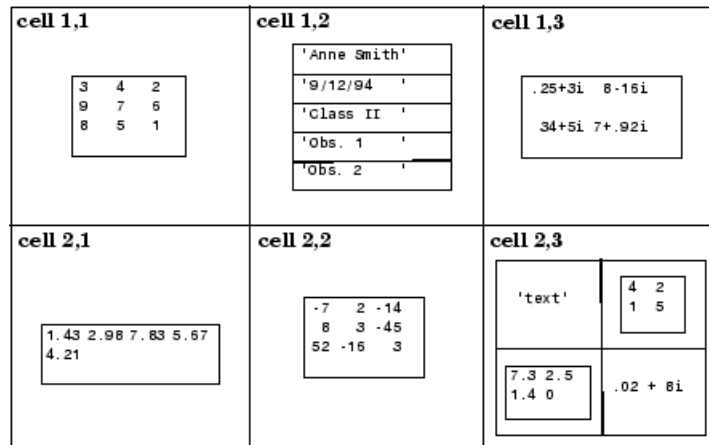 cell 1,1
3 4 2
9 7 6
8 5 1
cell 1,2
'Anne Smith'
'9/12/94 '
'Class II '
'Obs. 1 '
'Obs. 2 '
cell 1,3
.25+3i 8-16i
34+5i 7+.92i
cell 2,1
1.43 2.98 7.83 5.67
4.21
cell 2,2
-7 2 -14
8 3 -45
52 -16 3
cell 2,3
'text'
4 2
1 5
7.3 2.5
1.4 0
.02 + 8i